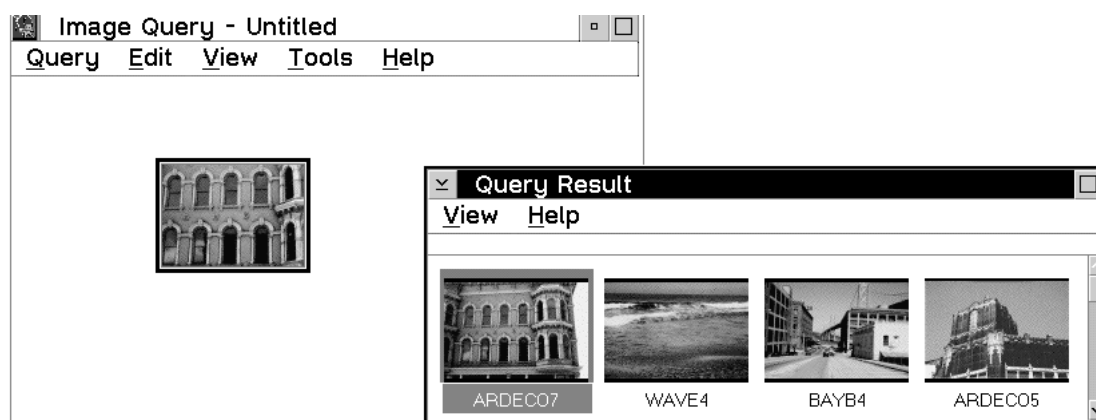 Image Query - Untitled
Query Edit View Tools Help
Query Result
View Help
ARDECO7 WAVE4 BAYB4 ARDECO5